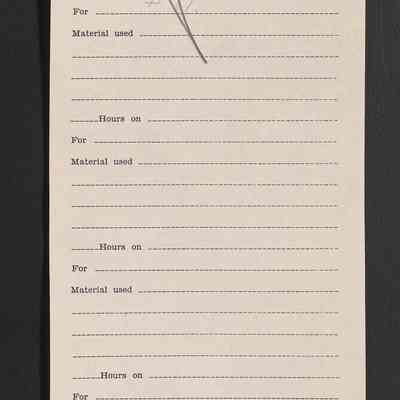 For
Material used
Hours on
For
Material used
Hours on
For
Material used
Hours on
For